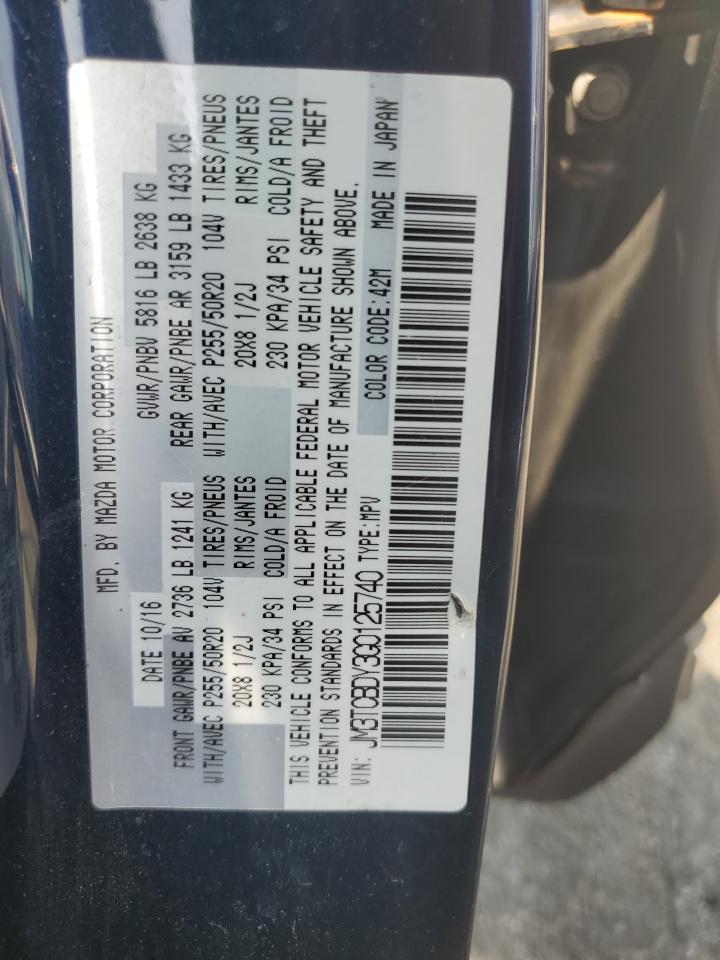 MFD. BY MAZDA MOTOR CORPORATION
DATE 10/16 GVWR/PNBV 5816 LB 2638 KG
FRONT GAWR/PNBE AV 2736 LB 1241 KG REAR GAWR/PNBE AR 3159 LB 1433 KG
WITH/AVEC P255/50R20 104V TIRES/PNEUS WITH/AVEC P255/50R20 104V TIRES/PNEUS
20X8 1/2J RIMS/JANTES 20X8 1/2J RIMS/JANTES
230 KPA/34 PSI COLD/A FROID 230 KPA/34 PSI COLD/A FROID
THIS VEHICLE CONFORMS TO ALL APPLICABLE FEDERAL MOTOR VEHICLE SAFETY AND THEFT
PREVENTION STANDARDS IN EFFECT ON THE DATE OF MANUFACTURE SHOWN ABOVE.
VIN: JM3TCBDY3G0125740 TYPE:MPV COLOR CODE:42M MADE IN JAPAN